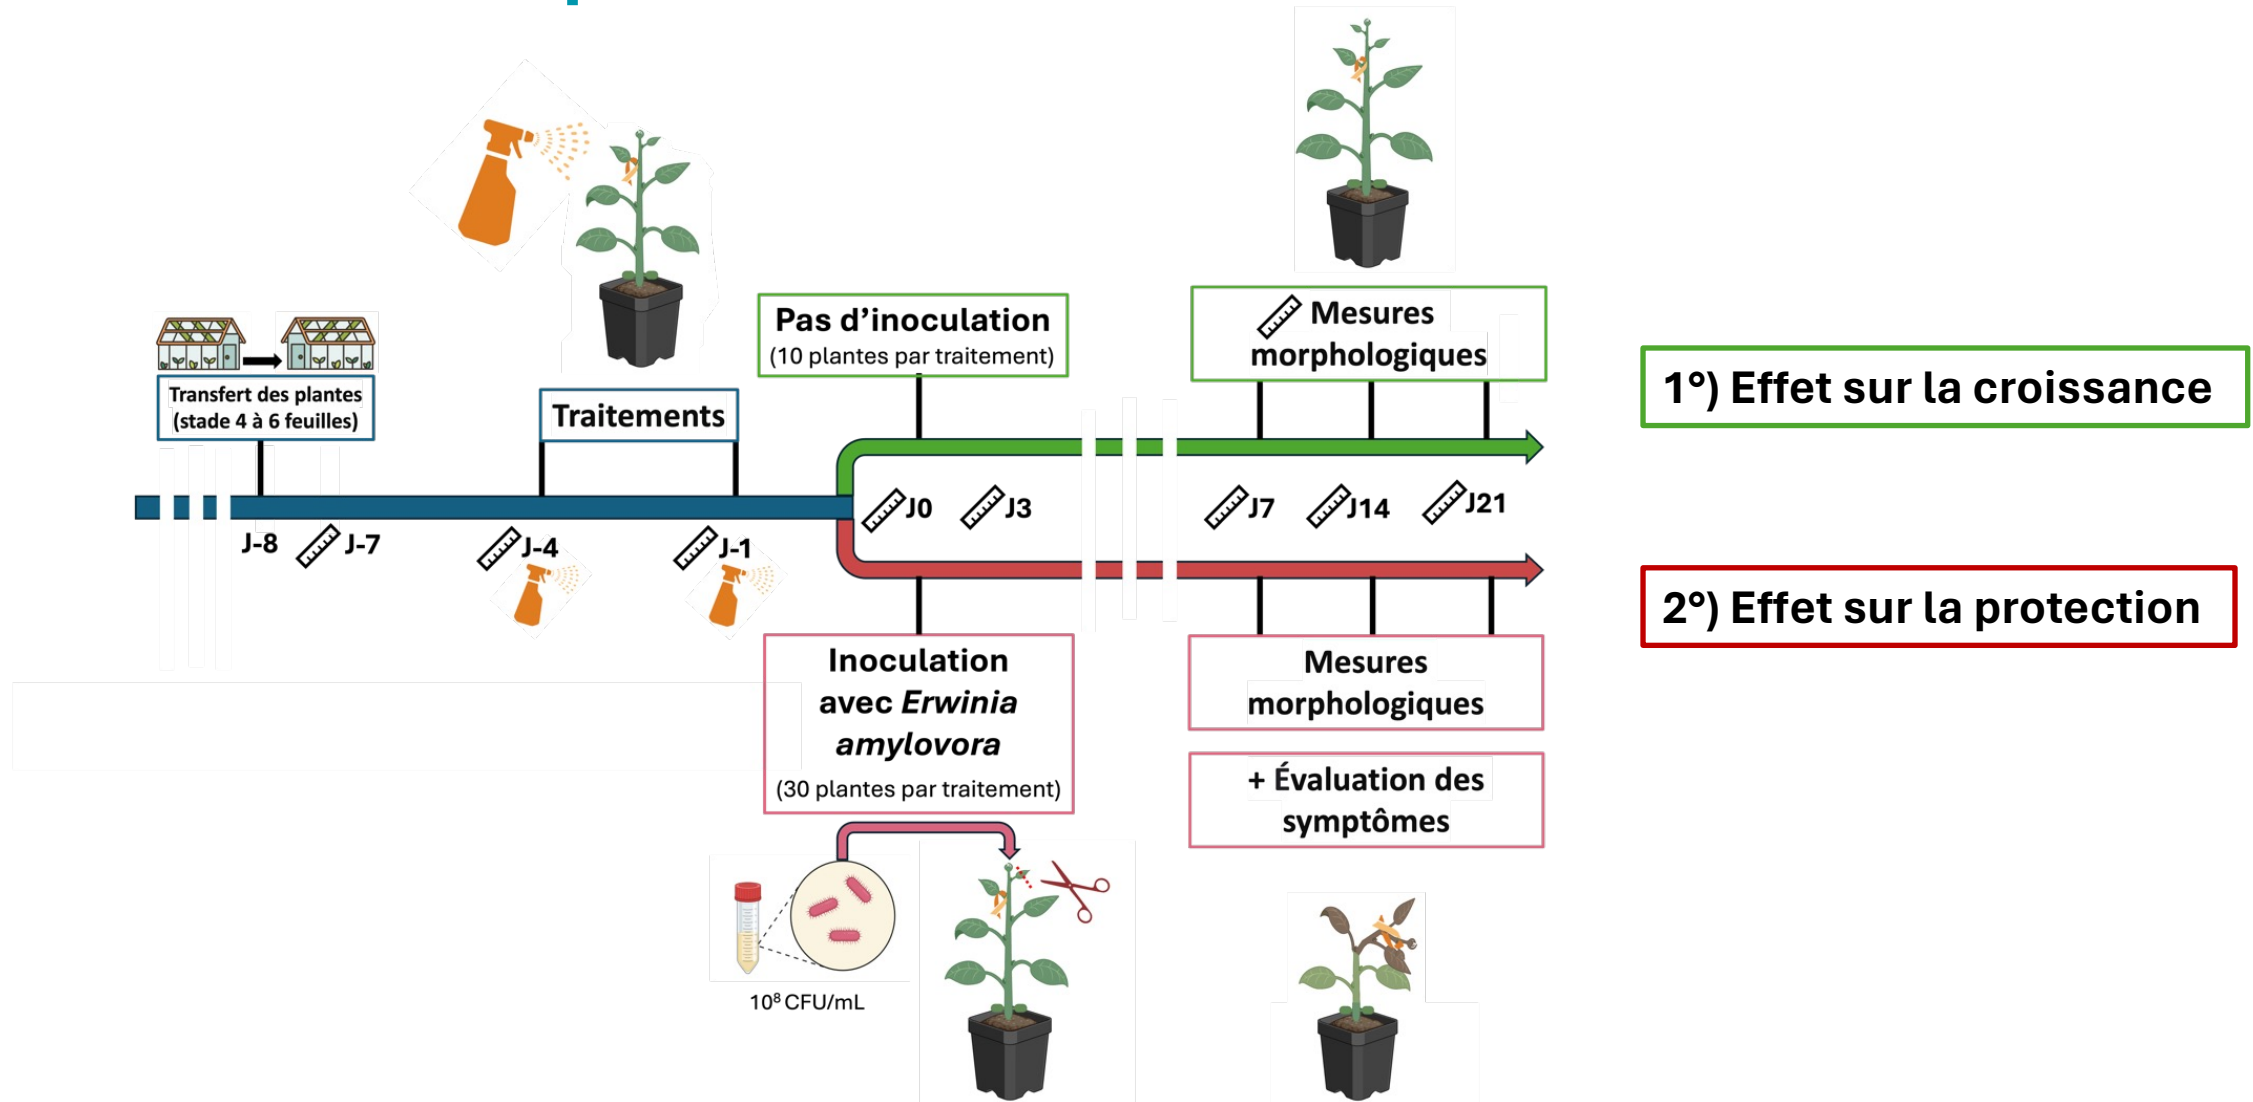 Transfert des plantes
(stade 4 à 6 feuilles)
Traitements
Pas d’inoculation
(10 plantes par traitement)
Mesures
morphologiques
1°) Effet sur la croissance
J-8
J-7
J-4
J-1
J0
J3
J7
J14
J21
2°) Effet sur la protection
Inoculation
avec Erwinia
amylovora
(30 plantes par traitement)
Mesures
morphologiques
+ Évaluation des
symptômes
10⁸ CFU/mL